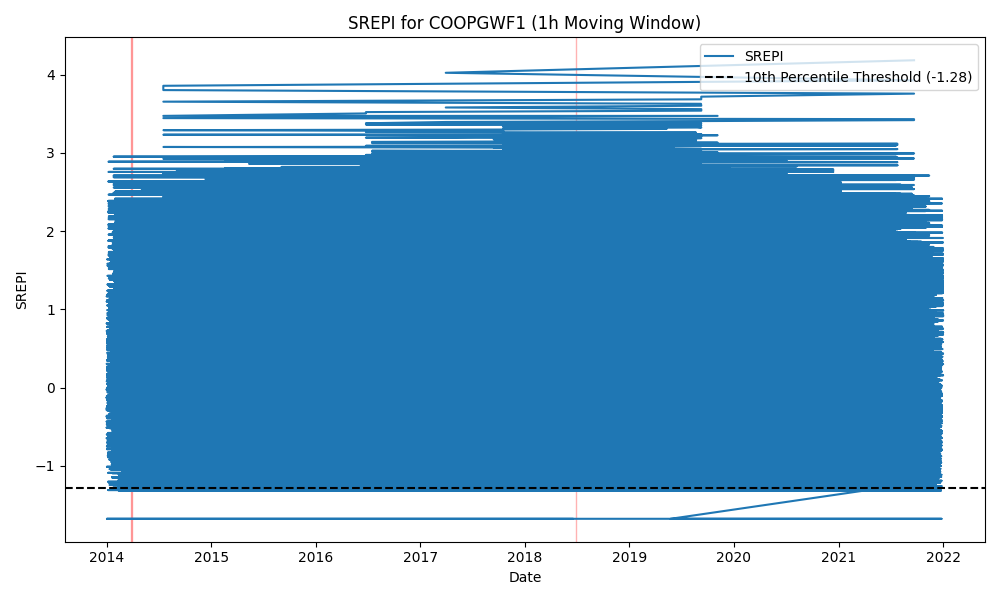 SREPI for COOPGWF1 (1h Moving Window)
SREPI
10th Percentile Threshold (-1.28)
4
3
2
1
0
−1
SREPI
2014 2015 2016 2017 2018 2019 2020 2021 2022
Date